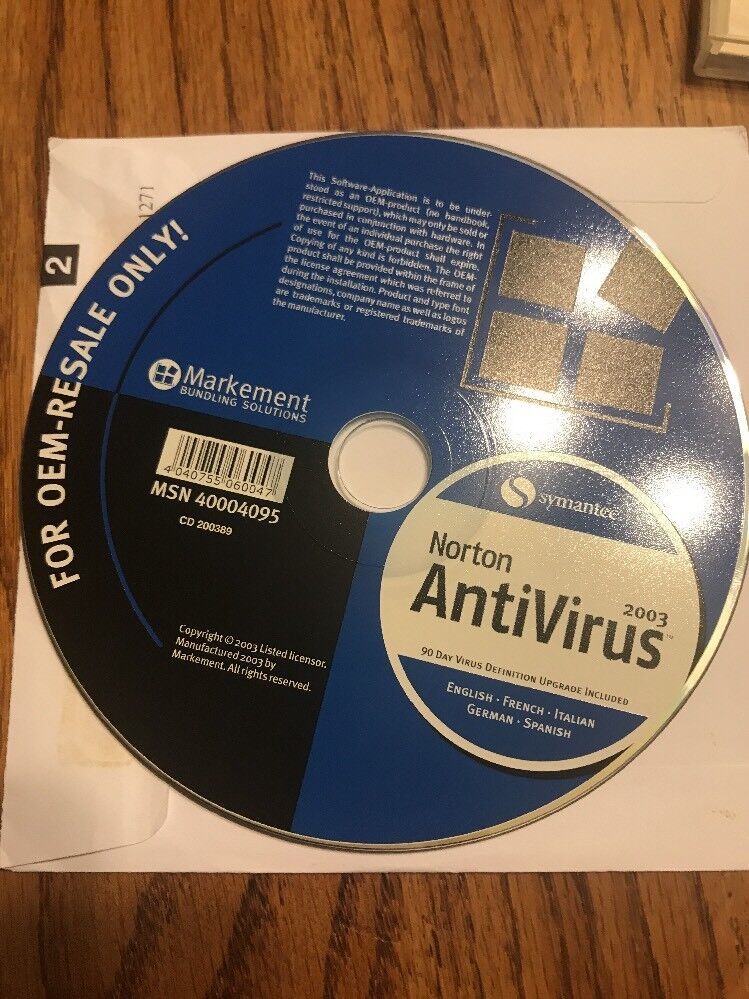 1271
2
FOR OEM-RESALE ONLY!
This Software-Application is to be under
stood as an OEM-product (no handbook,
restricted support), which may only be sold or
purchased in conjunction with hardware. In
the event of an individual purchase the right
of use for the OEM-product shall expire.
Copying of any kind is forbidden. The OEM-
product shall be provided within the frame of
the license agreement which was referred to
during the installation. Product and type font
designations, company name as well as logos
are trademarks or registered trademarks of
the manufacturer.
Markement
BUNDLING SOLUTIONS
4 040755 060047
MSN 40004095
CD 200389
symantec
Norton
AntiVirus 2003
™
90 DAY VIRUS DEFINITION UPGRADE INCLUDED
ENGLISH · FRENCH · ITALIAN
GERMAN · SPANISH
Copyright © 2003 Listed licensor.
Manufactured 2003 by
Markement. All rights reserved.